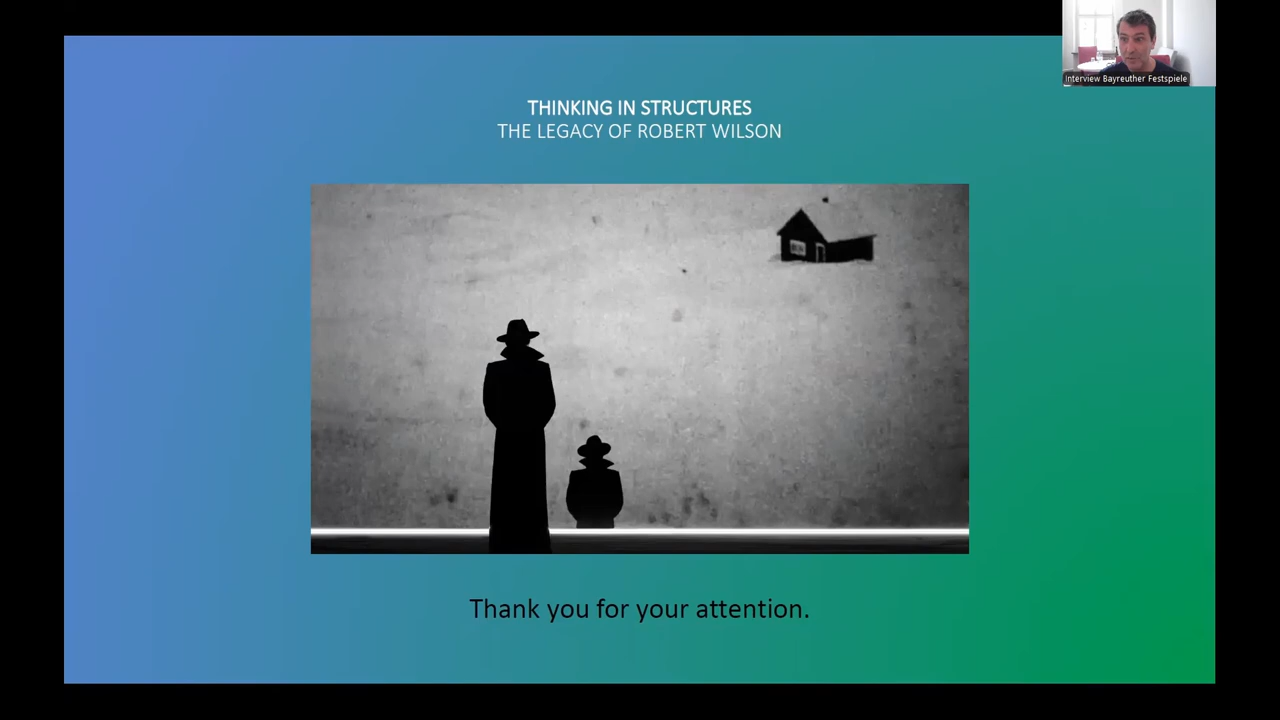 Interview Bayreuther Festspiele
THINKING IN STRUCTURES
THE LEGACY OF ROBERT WILSON
Thank you for your attention.